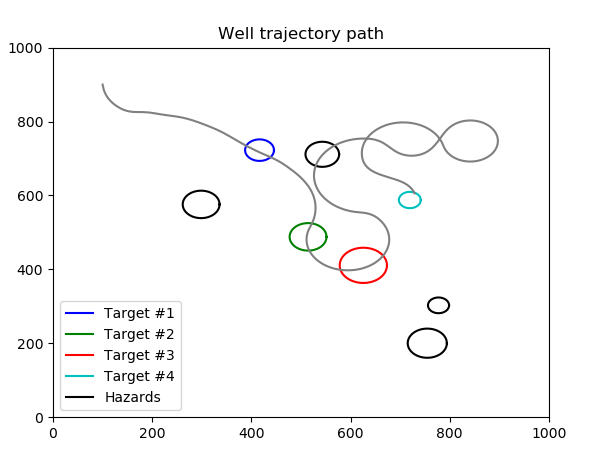 Well trajectory path
1000
800
600
400
200
0
Target #1
Target #2
Target #3
Target #4
Hazards
0 200 400 600 800 1000